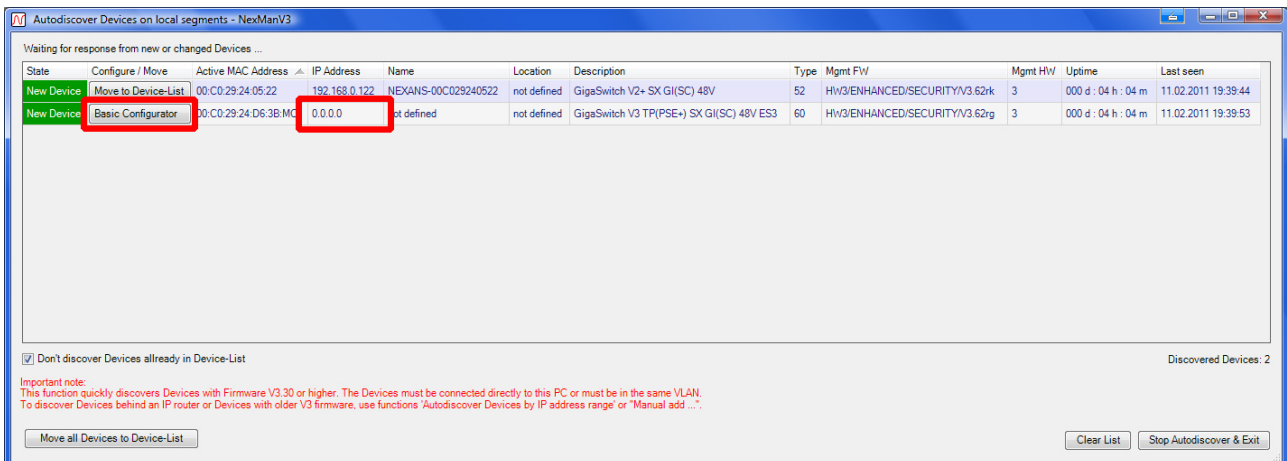 Autodiscover Devices on local segments - NexManV3
Waiting for response from new or changed Devices ...
State Configure / Move Active MAC Address IP Address Name Location Description Type Mgmt FW Mgmt HW Uptime Last seen
New Device Move to Device-List 00:C0:29:24:05:22 192.168.0.122 NEXANS-00C029240522 not defined GigaSwitch V2+ SX GI(SC) 48V 52 HW3/ENHANCED/SECURITY/V3.62rk 3 000 d : 04 h : 04 m 11.02.2011 19:39:44
New Device Basic Configurator 00:C0:29:24:D6:3B:MC 0.0.0.0 not defined not defined GigaSwitch V3 TP(PSE+) SX GI(SC) 48V ES3 60 HW3/ENHANCED/SECURITY/V3.62rg 3 000 d : 04 h : 04 m 11.02.2011 19:39:53
Don't discover Devices allready in Device-List Discovered Devices: 2
Important note:
This function quickly discovers Devices with Firmware V3.30 or higher. The Devices must be connected directly to this PC or must be in the same VLAN.
To discover Devices behind an IP router or Devices with older V3 firmware, use functions 'Autodiscover Devices by IP address range' or "Manual add ...".
Move all Devices to Device-List Clear List Stop Autodiscover & Exit